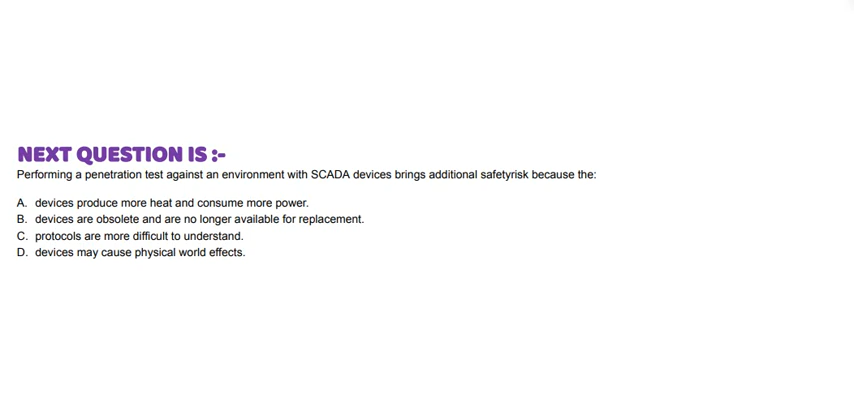 NEXT QUESTION IS :-
Performing a penetration test against an environment with SCADA devices brings additional safetyrisk because the:
A. devices produce more heat and consume more power.
B. devices are obsolete and are no longer available for replacement.
C. protocols are more difficult to understand.
D. devices may cause physical world effects.